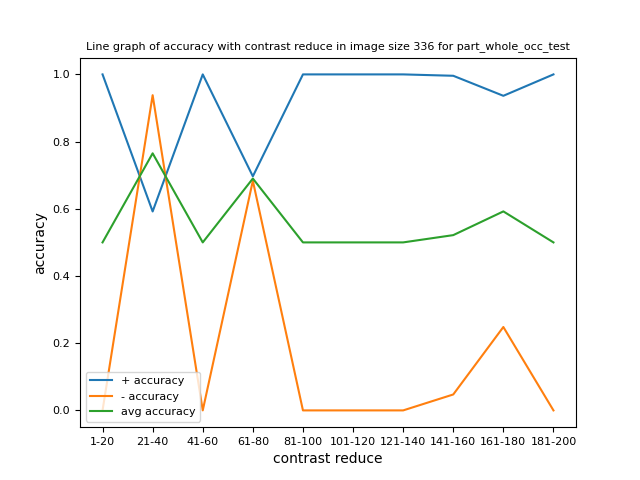 Line graph of accuracy with contrast reduce in image size 336 for part_whole_occ_test
1.0
0.8
0.6
0.4
0.2
0.0
accuracy
+ accuracy
- accuracy
avg accuracy
1-20 21-40 41-60 61-80 81-100 101-120 121-140 141-160 161-180 181-200
contrast reduce